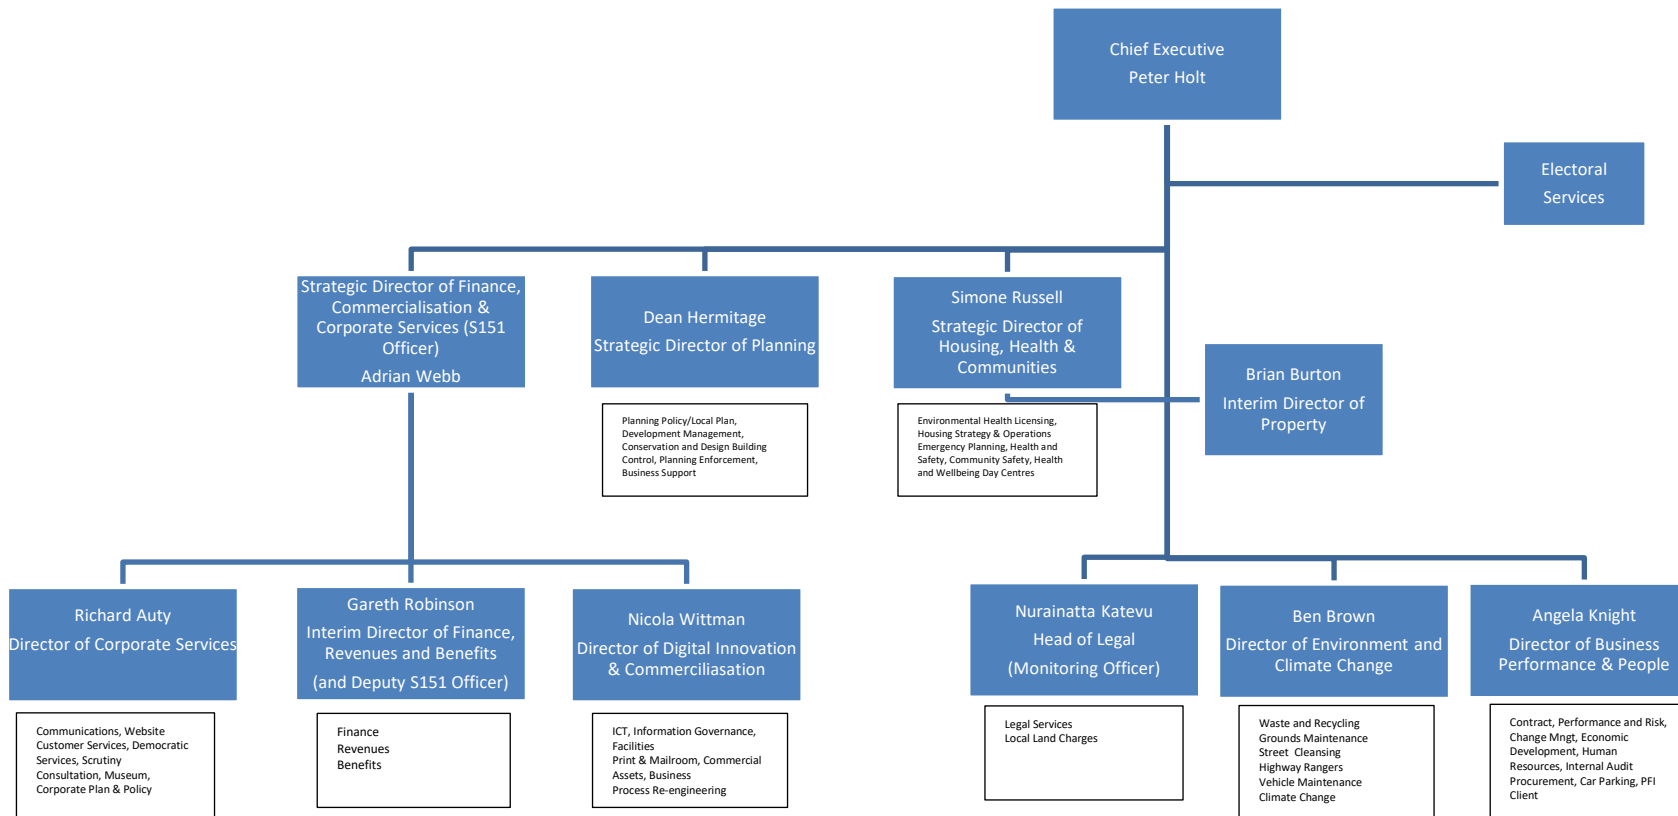 Chief Executive
Peter Holt
Electoral
Services
Strategic Director of Finance,
Commercialisation &
Corporate Services (S151
Officer)
Adrian Webb
Dean Hermitage
Strategic Director of Planning
Simone Russell
Strategic Director of
Housing, Health &
Communities
Brian Burton
Interim Director of
Property
Planning Policy/Local Plan,
Development Management,
Conservation and Design Building
Control, Planning Enforcement,
Business Support
Environmental Health Licensing,
Housing Strategy & Operations
Emergency Planning, Health and
Safety, Community Safety, Health
and Wellbeing Day Centres
Richard Auty
Director of Corporate Services
Gareth Robinson
Interim Director of Finance,
Revenues and Benefits
(and Deputy S151 Officer)
Nicola Wittman
Director of Digital Innovation
& Commerciliasation
Nurainatta Katevu
Head of Legal
(Monitoring Officer)
Ben Brown
Director of Environment and
Climate Change
Angela Knight
Director of Business
Performance & People
Communications, Website
Customer Services, Democratic
Services, Scrutiny
Consultation, Museum,
Corporate Plan & Policy
Finance
Revenues
Benefits
ICT, Information Governance,
Facilities
Print & Mailroom, Commercial
Assets, Business
Process Re-engineering
Legal Services
Local Land Charges
Waste and Recycling
Grounds Maintenance
Street Cleansing
Highway Rangers
Vehicle Maintenance
Climate Change
Contract, Performance and Risk,
Change Mngt, Economic
Development, Human
Resources, Internal Audit
Procurement, Car Parking, PFI
Client